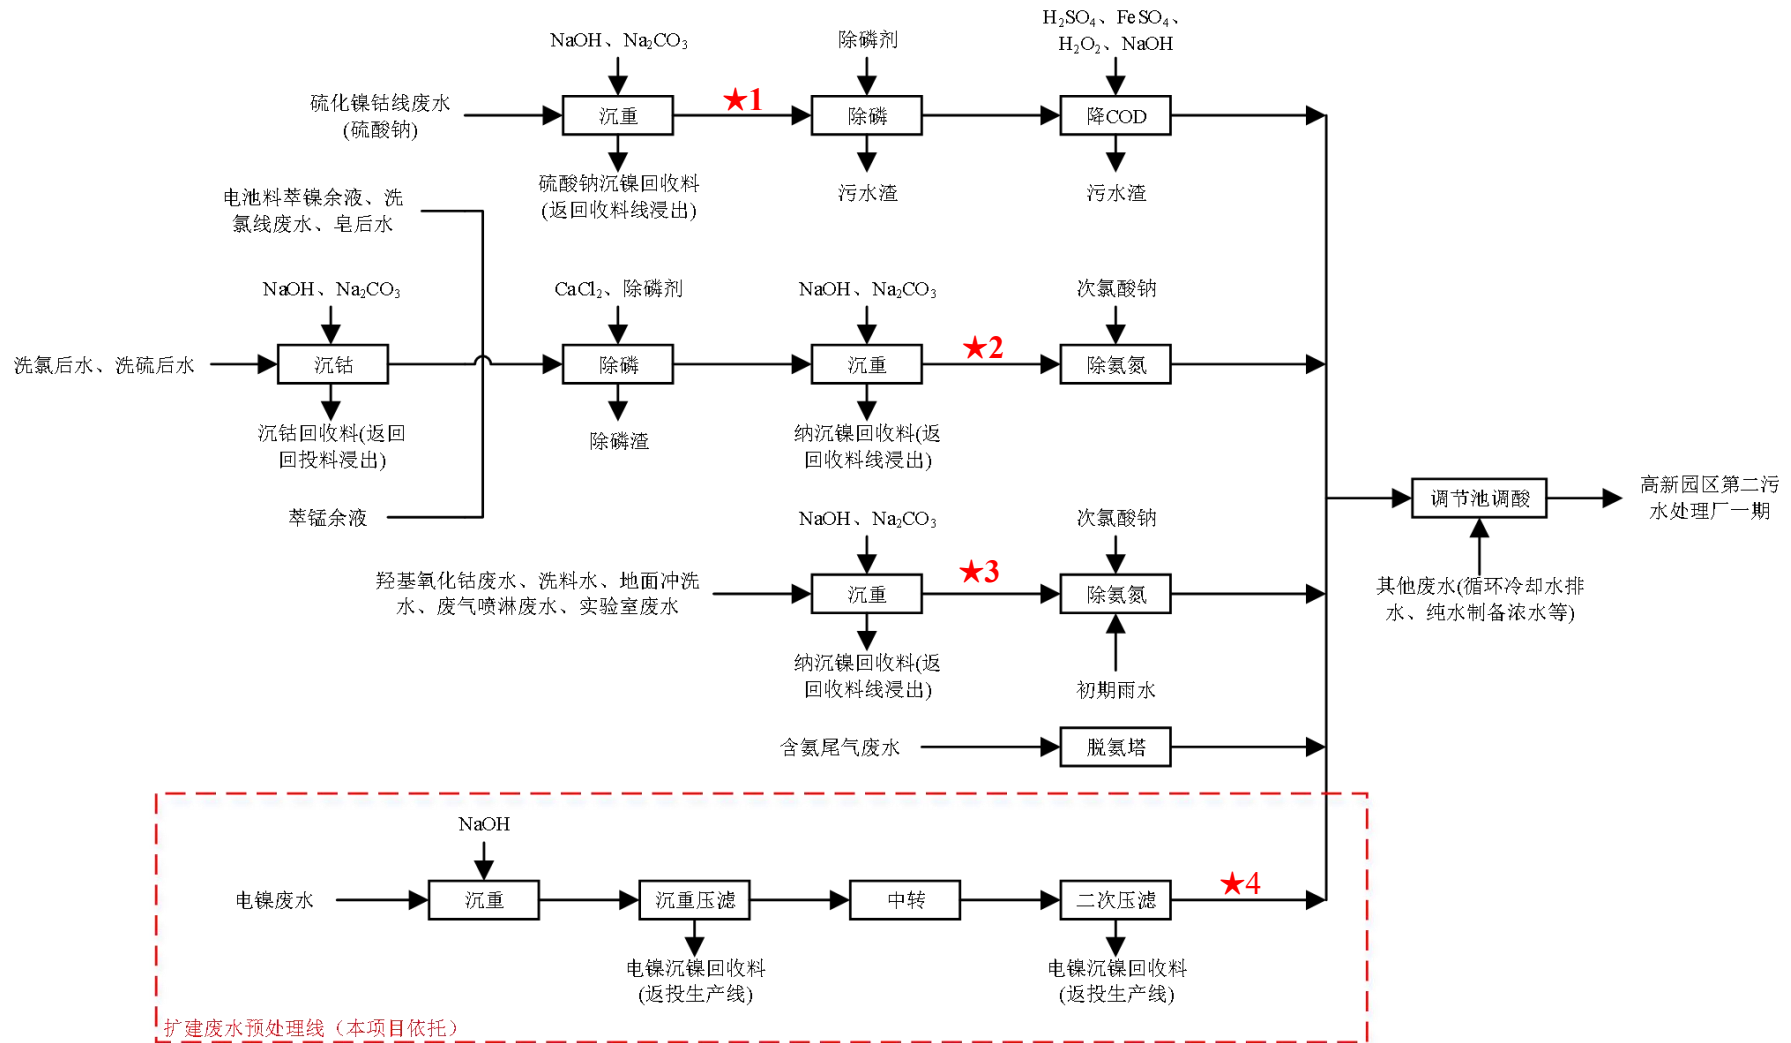 H₂SO₄、FeSO₄、
H₂O₂、NaOH
NaOH、Na₂CO₃
除磷剂
硫化镍钴线废水
(硫酸钠)
沉重
★1
除磷
降COD
硫酸钠沉镍回收料
(返回收料线浸出)
污水渣
污水渣
电池料萃镍余液、洗
氯线废水、皂后水
NaOH、Na₂CO₃
CaCl₂、除磷剂
NaOH、Na₂CO₃
次氯酸钠
洗氯后水、洗硫后水
沉钴
除磷
沉重
★2
除氨氮
沉钴回收料(返回
回投料浸出)
除磷渣
纳沉镍回收料(返
回收料线浸出)
萃锰余液
NaOH、Na₂CO₃
次氯酸钠
调节池调酸
高新园区第二污
水处理厂一期
羟基氧化钴废水、洗料水、地面冲洗
水、废气喷淋废水、实验室废水
沉重
★3
除氨氮
其他废水(循环冷却水排
水、纯水制备浓水等)
纳沉镍回收料(返
回收料线浸出)
初期雨水
含氨尾气废水
脱氨塔
NaOH
电镍废水
沉重
沉重压滤
中转
二次压滤
★4
电镍沉镍回收料
(返投生产线)
电镍沉镍回收料
(返投生产线)
扩建废水预处理线（本项目依托）